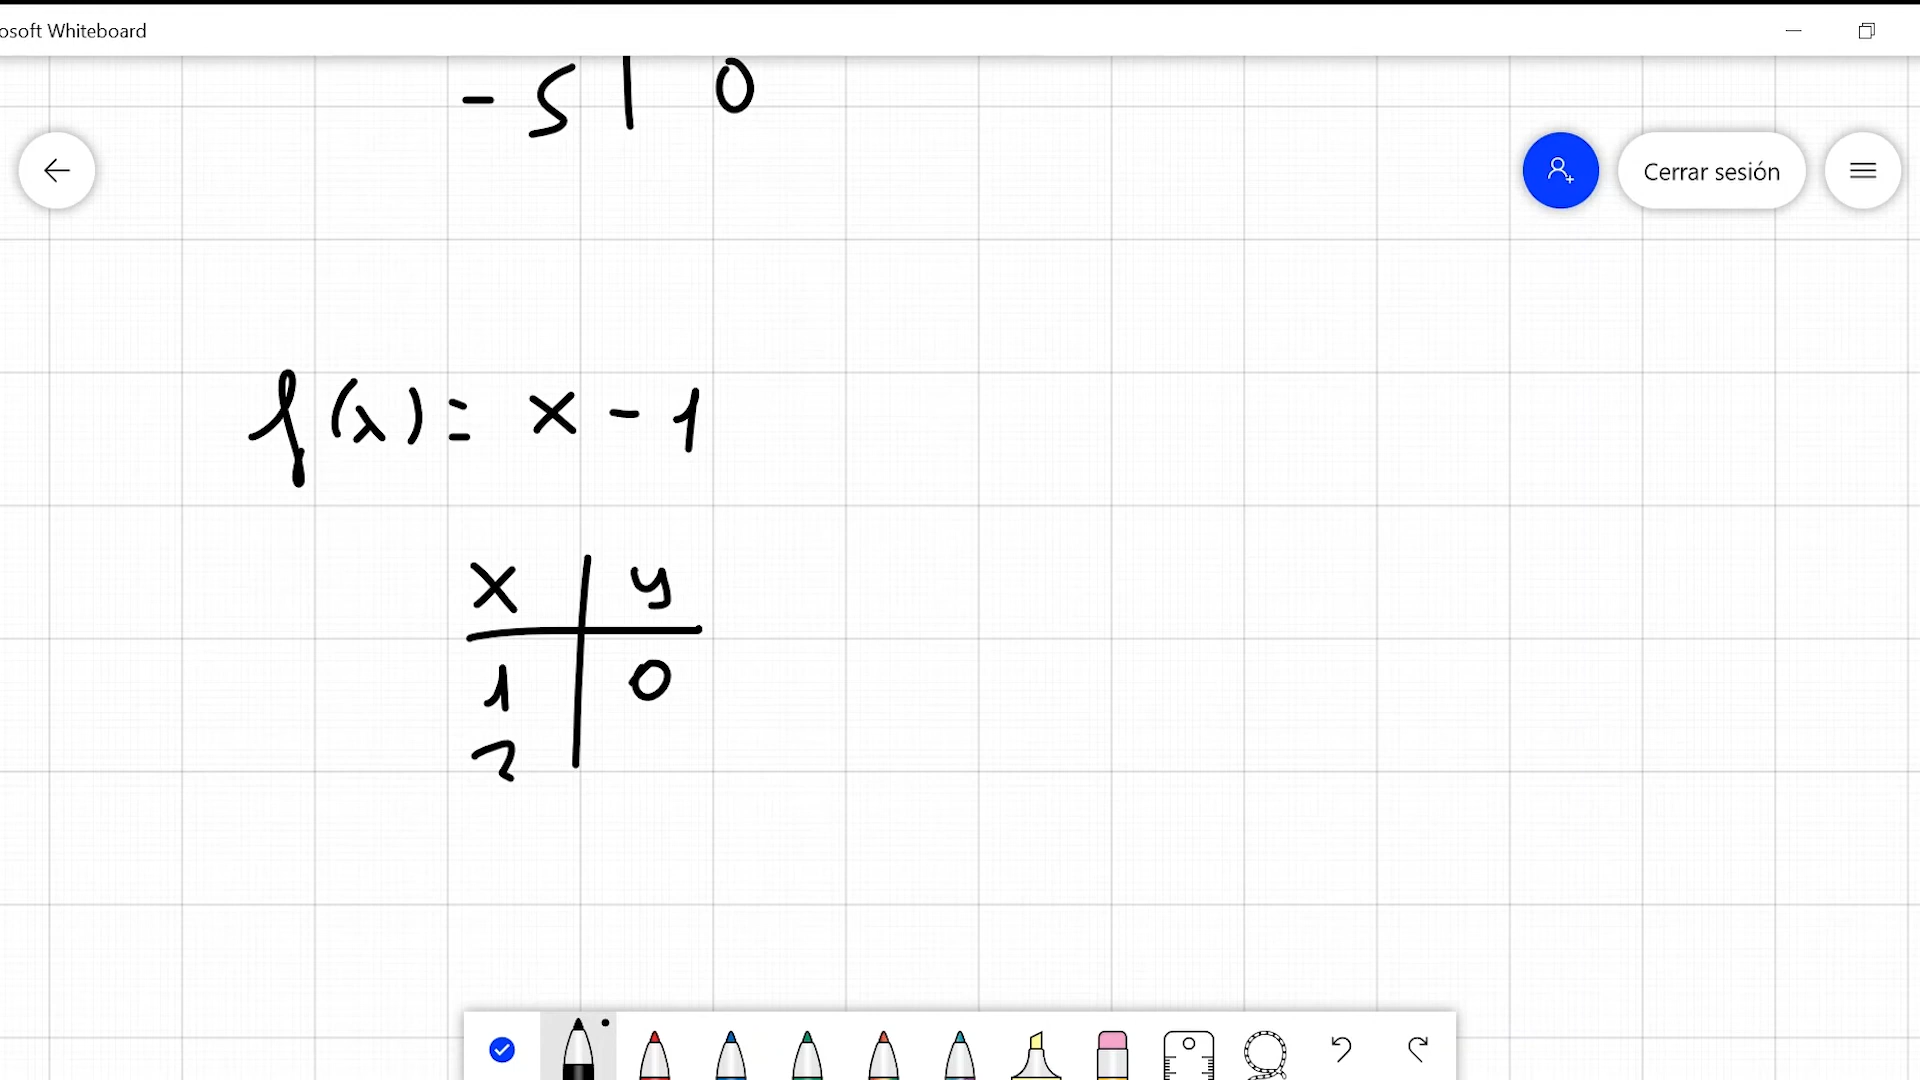 osoft Whiteboard
- 5 | 0
Cerrar sesión
f(x) = x - 1
x | y
1 | 0
2